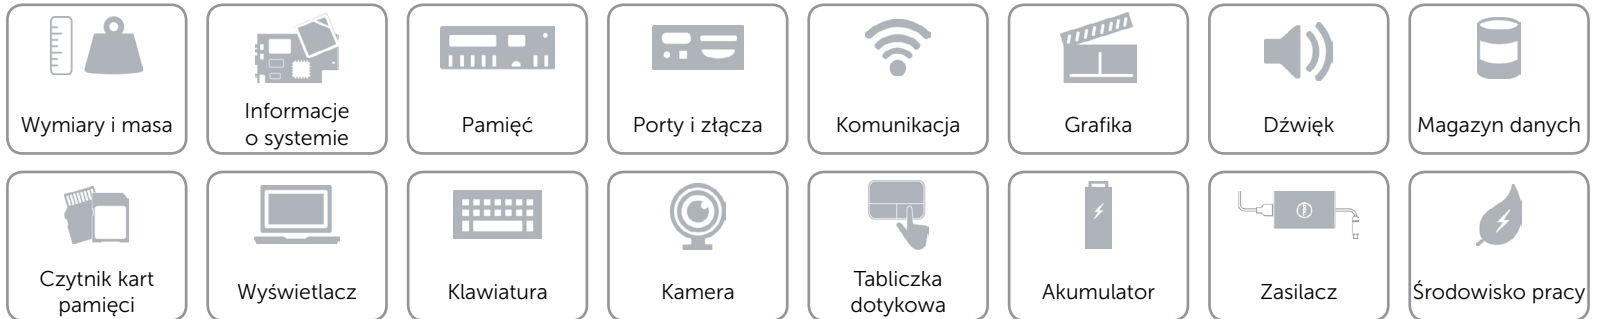 Wymiary i masa
Informacje
o systemie
Pamięć
Porty i złącza
Komunikacja
Grafika
Dźwięk
Magazyn danych
Czytnik kart
pamięci
Wyświetlacz
Klawiatura
Kamera
Tabliczka
dotykowa
Akumulator
Zasilacz
Środowisko pracy